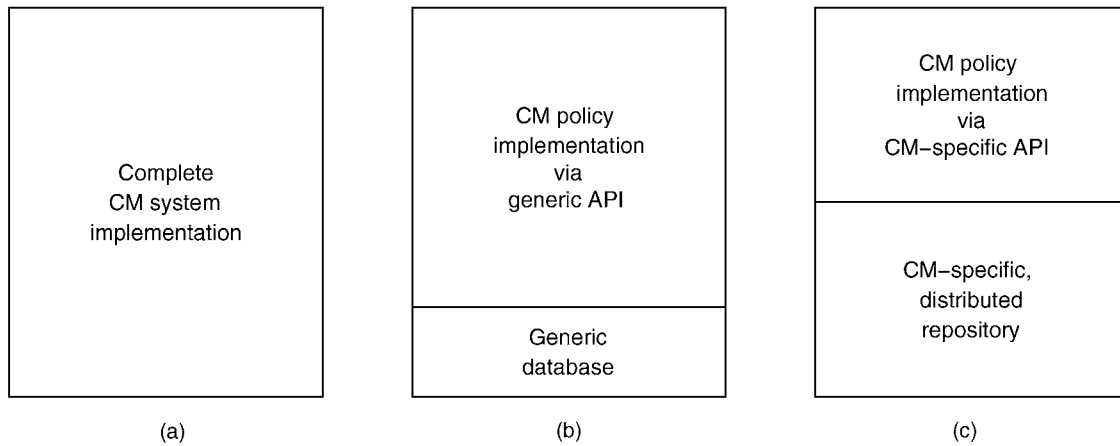 Complete
CM system
implementation
(a)
CM policy
implementation
via
generic API
Generic
database
(b)
CM policy
implementation
via
CM−specific API
CM−specific,
distributed
repository
(c)